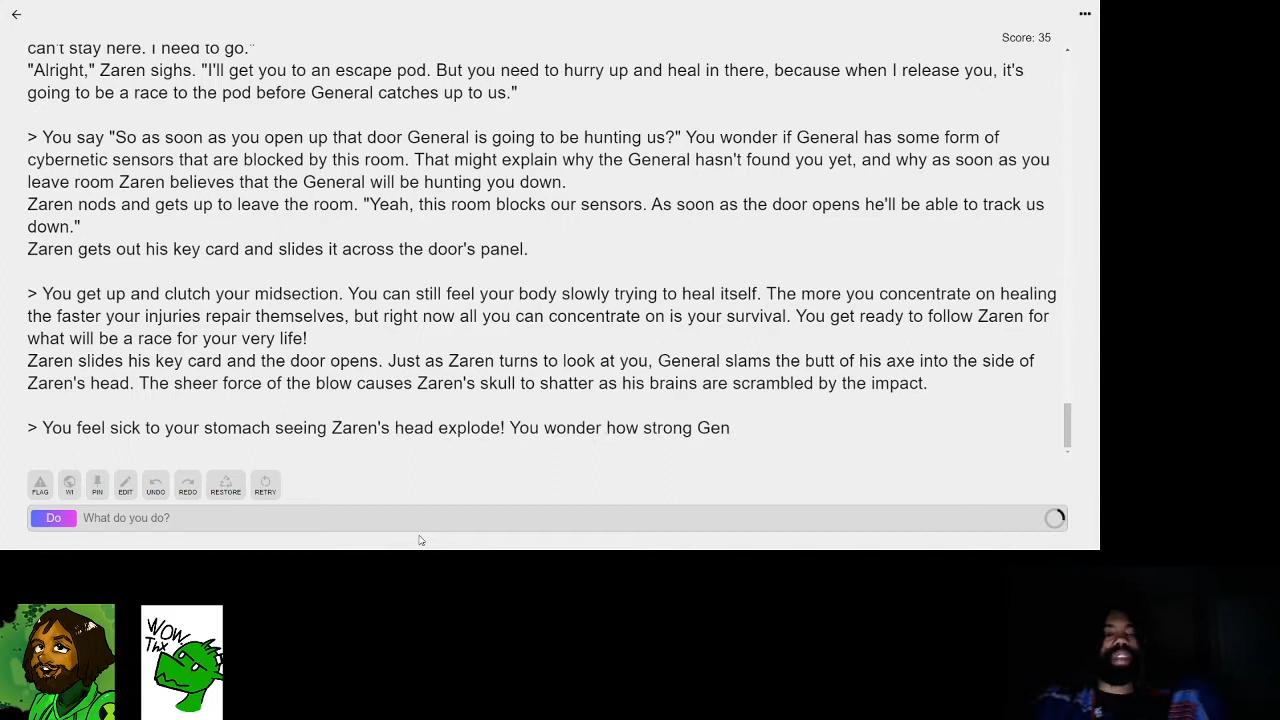 Score: 35
can't stay here. I need to go."
"Alright," Zaren sighs. "I'll get you to an escape pod. But you need to hurry up and heal in there, because when I release you, it's
going to be a race to the pod before General catches up to us."
> You say "So as soon as you open up that door General is going to be hunting us?" You wonder if General has some form of
cybernetic sensors that are blocked by this room. That might explain why the General hasn't found you yet, and why as soon as you
leave room Zaren believes that the General will be hunting you down.
Zaren nods and gets up to leave the room. "Yeah, this room blocks our sensors. As soon as the door opens he'll be able to track us
down."
Zaren gets out his key card and slides it across the door's panel.
> You get up and clutch your midsection. You can still feel your body slowly trying to heal itself. The more you concentrate on healing
the faster your injuries repair themselves, but right now all you can concentrate on is your survival. You get ready to follow Zaren for
what will be a race for your very life!
Zaren slides his key card and the door opens. Just as Zaren turns to look at you, General slams the butt of his axe into the side of
Zaren's head. The sheer force of the blow causes Zaren's skull to shatter as his brains are scrambled by the impact.
> You feel sick to your stomach seeing Zaren's head explode! You wonder how strong Gen
FLAG WI PIN EDIT UNDO REDO RESTORE RETRY
Do What do you do?
WOW
Thx